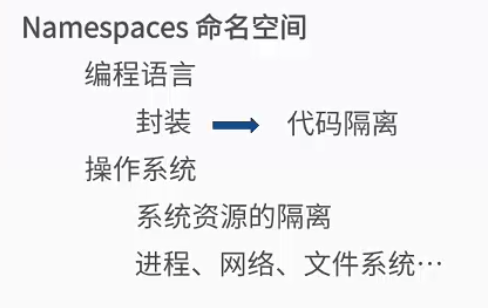 Namespaces 命名空间
编程语言
封装 代码隔离
操作系统
系统资源的隔离
进程、网络、文件系统…